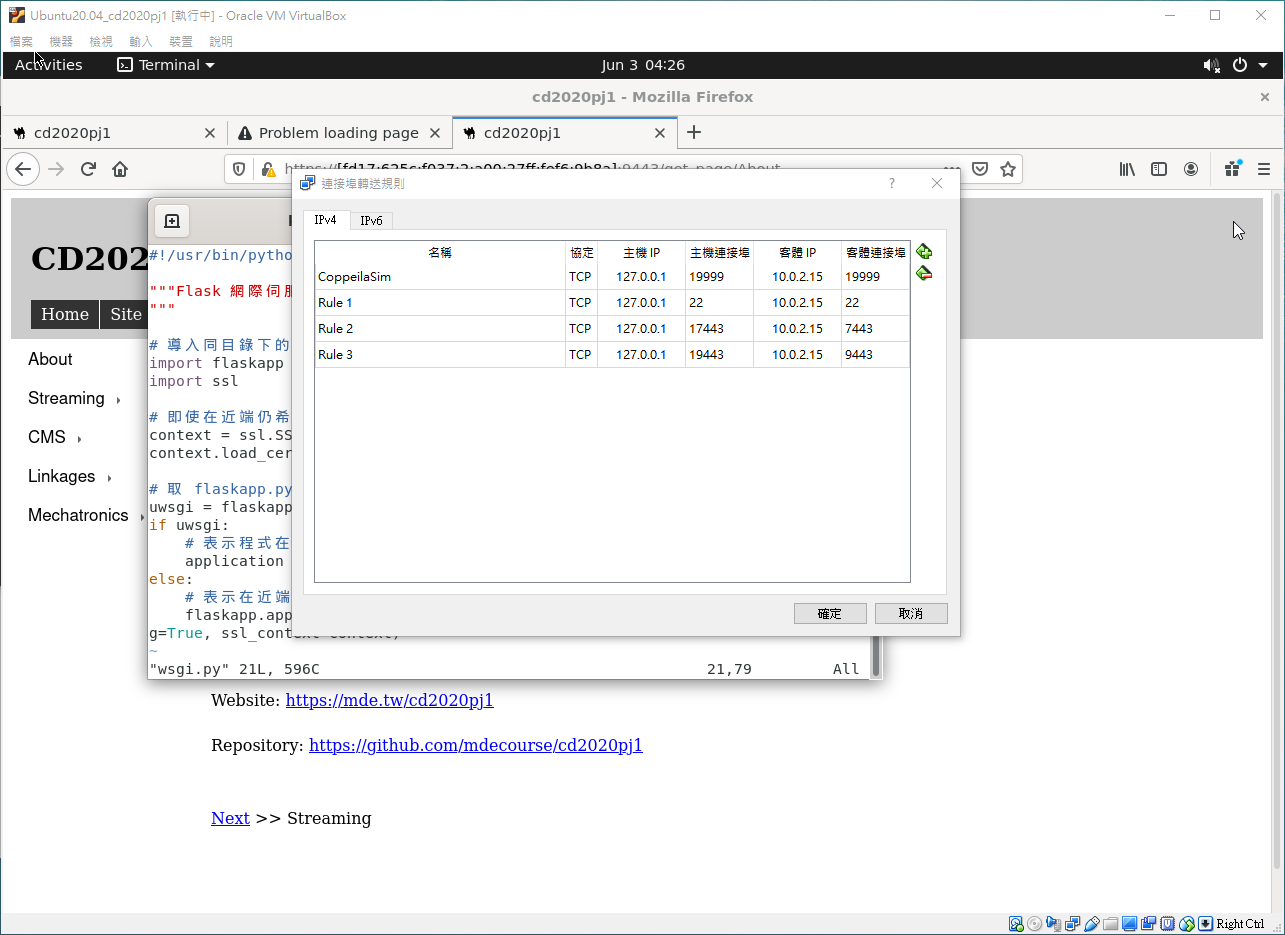 Ubuntu20.04_cd2020pj1 [執行中] - Oracle VM VirtualBox
檔案 機器 檢視 輸入 裝置 說明
Activities Terminal Jun 3 04:26
cd2020pj1 - Mozilla Firefox
cd2020pj1 Problem loading page cd2020pj1
https://[fd17:625c:f037:2:a00:27ff:fef6:9b8a]:9443/get_page/About
連接埠轉送規則
IPv4 IPv6
名稱 協定 主機 IP 主機連接埠 客體 IP 客體連接埠
CoppeilaSim TCP 127.0.0.1 19999 10.0.2.15 19999
Rule 1 TCP 127.0.0.1 22 10.0.2.15 22
Rule 2 TCP 127.0.0.1 17443 10.0.2.15 7443
Rule 3 TCP 127.0.0.1 19443 10.0.2.15 9443
確定 取消
CD202
Home Site
About
Streaming
CMS
Linkages
Mechatronics
#!/usr/bin/pytho
"""Flask 網際伺服
"""
# 導入同目錄下的
import flaskapp
import ssl
# 即使在近端仍希
context = ssl.SS
context.load_cer
# 取 flaskapp.py
uwsgi = flaskapp
if uwsgi:
# 表示程式在
application
else:
# 表示在近端
flaskapp.app
g=True, ssl_context=context)
~
"wsgi.py" 21L, 596C 21,79 All
Website: https://mde.tw/cd2020pj1
Repository: https://github.com/mdecourse/cd2020pj1
Next >> Streaming
Right Ctrl